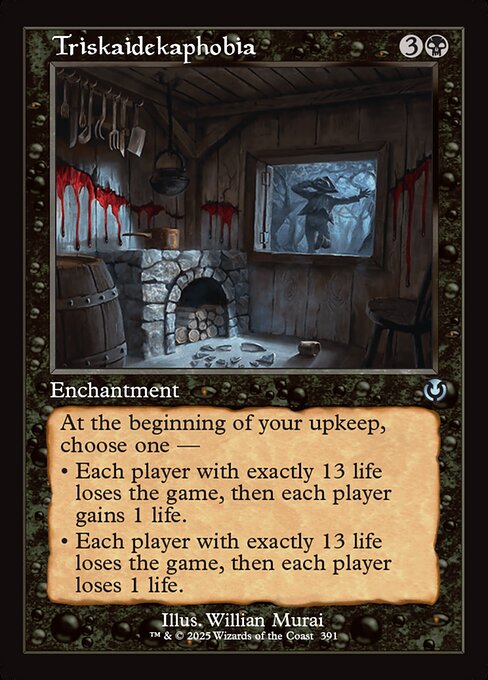 Triskaidekaphobia 3
Enchantment
At the beginning of your upkeep,
choose one —
• Each player with exactly 13 life
loses the game, then each player
gains 1 life.
• Each player with exactly 13 life
loses the game, then each player
loses 1 life.
Illus. Willian Murai
™ & © 2025 Wizards of the Coast 391